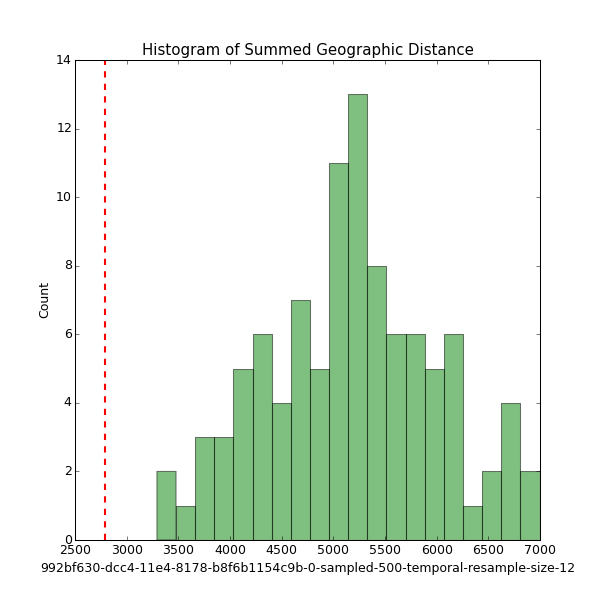 Histogram of Summed Geographic Distance
14
12
10
8
6
4
2
0
Count
2500 3000 3500 4000 4500 5000 5500 6000 6500 7000
992bf630-dcc4-11e4-8178-b8f6b1154c9b-0-sampled-500-temporal-resample-size-12